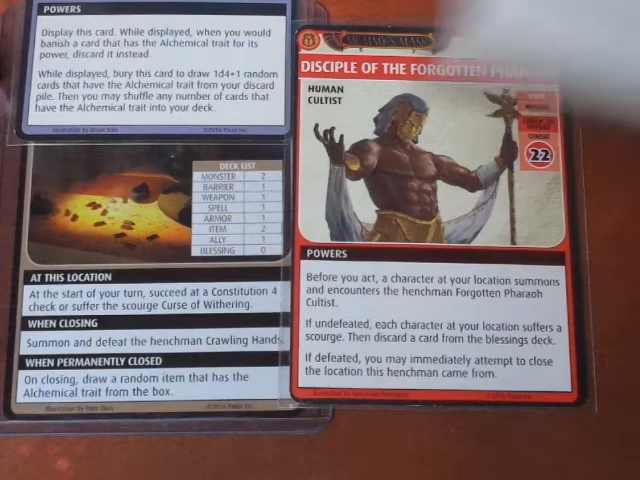 POWERS
Display this card. While displayed, when you would
banish a card that has the Alchemical trait for its
power, discard it instead.
While displayed, bury this card to draw 1d4+1 random
cards that have the Alchemical trait from your discard
pile. Then you may shuffle any number of cards that
have the Alchemical trait into your deck.
DECK LIST
MONSTER 2
BARRIER 1
WEAPON 1
SPELL 1
ARMOR 1
ITEM 2
ALLY 1
BLESSING 0
AT THIS LOCATION
At the start of your turn, succeed at a Constitution 4
check or suffer the scourge Curse of Withering.
WHEN CLOSING
Summon and defeat the henchman Crawling Hands
WHEN PERMANENTLY CLOSED
On closing, draw a random item that has the
Alchemical trait from the box.
DISCIPLE OF THE FORGOTTEN PHAR
HUMAN
CULTIST
COMBAT
22
POWERS
Before you act, a character at your location summons
and encounters the henchman Forgotten Pharaoh
Cultist.
If undefeated, each character at your location suffers a
scourge. Then discard a card from the blessings deck.
If defeated, you may immediately attempt to close
the location this henchman came from.